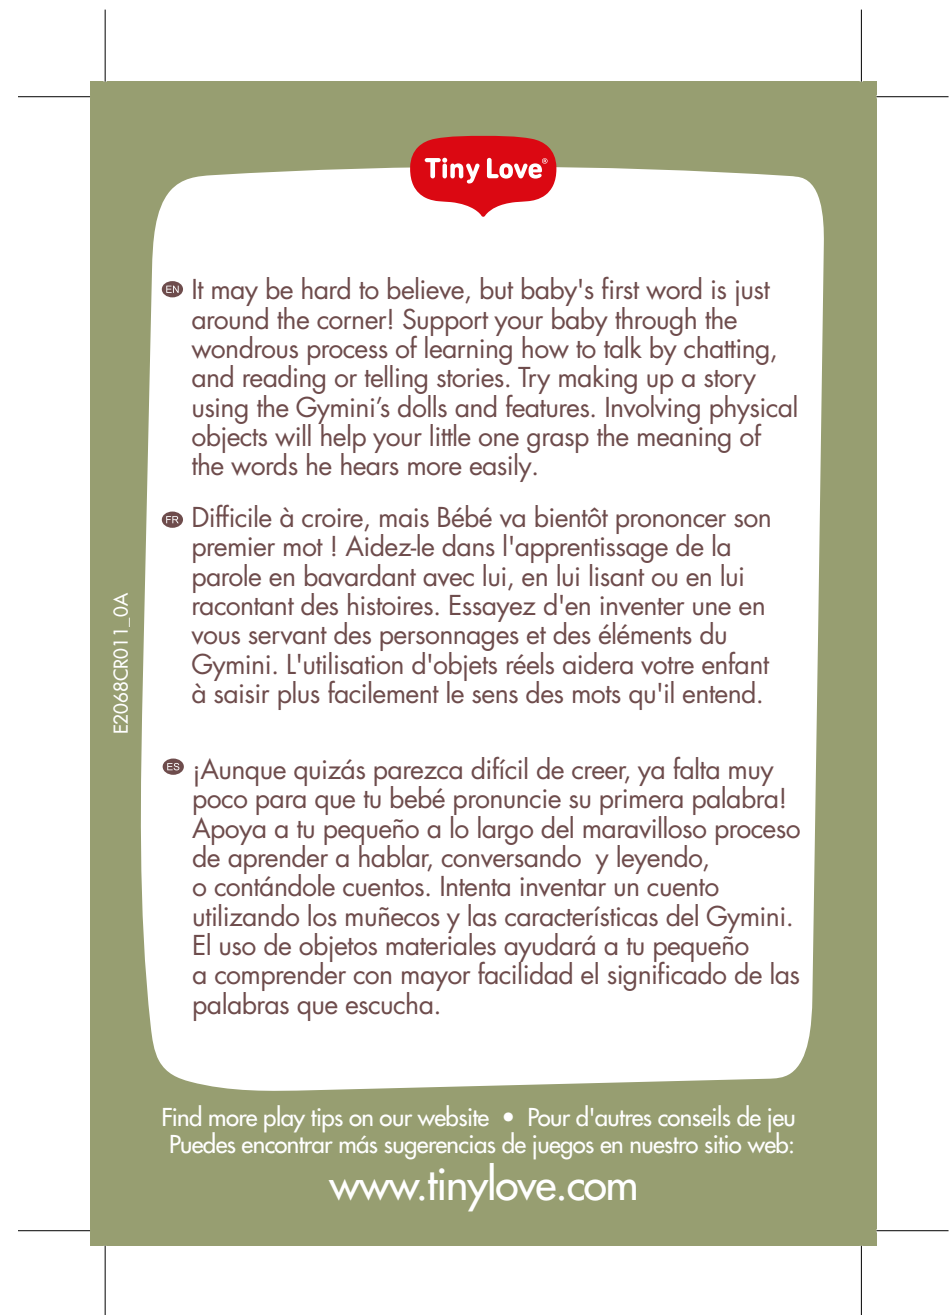 Tiny Love®
EN It may be hard to believe, but baby's first word is just
around the corner! Support your baby through the
wondrous process of learning how to talk by chatting,
and reading or telling stories. Try making up a story
using the Gymini’s dolls and features. Involving physical
objects will help your little one grasp the meaning of
the words he hears more easily.
FR Difficile à croire, mais Bébé va bientôt prononcer son
premier mot ! Aidez-le dans l'apprentissage de la
parole en bavardant avec lui, en lui lisant ou en lui
racontant des histoires. Essayez d'en inventer une en
vous servant des personnages et des éléments du
Gymini. L'utilisation d'objets réels aidera votre enfant
à saisir plus facilement le sens des mots qu'il entend.
E2068CR011_0A
ES ¡Aunque quizás parezca difícil de creer, ya falta muy
poco para que tu bebé pronuncie su primera palabra!
Apoya a tu pequeño a lo largo del maravilloso proceso
de aprender a hablar, conversando  y leyendo,
o contándole cuentos. Intenta inventar un cuento
utilizando los muñecos y las características del Gymini.
El uso de objetos materiales ayudará a tu pequeño
a comprender con mayor facilidad el significado de las
palabras que escucha.
Find more play tips on our website • Pour d'autres conseils de jeu
Puedes encontrar más sugerencias de juegos en nuestro sitio web:
www.tinylove.com